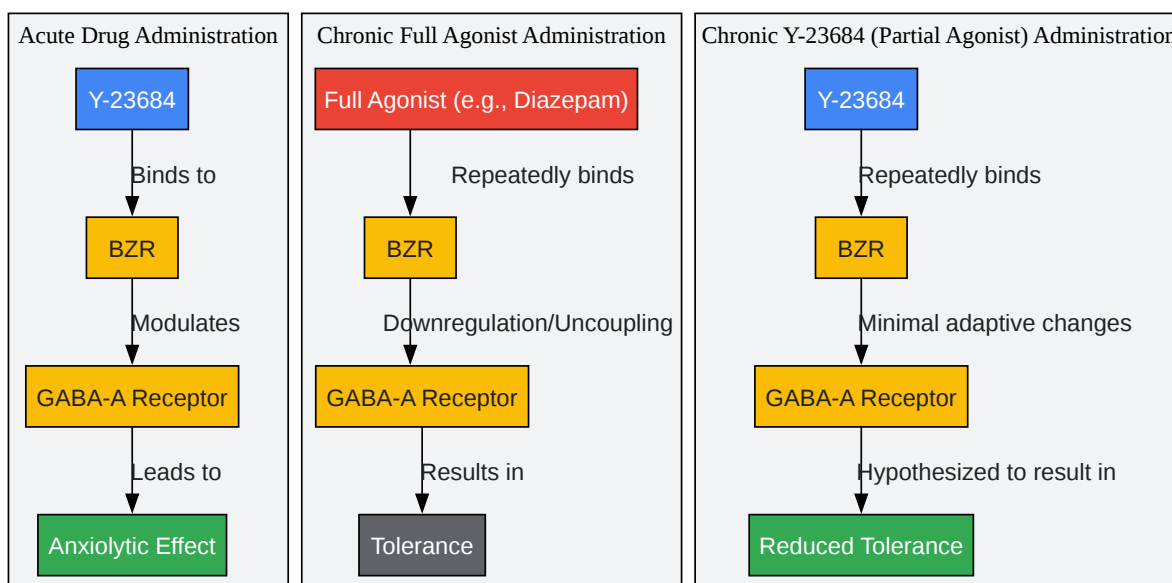 Acute Drug Administration
Y-23684
Binds to
BZR
Modulates
GABA-A Receptor
Leads to
Anxiolytic Effect
Chronic Full Agonist Administration
Full Agonist (e.g., Diazepam)
Repeatedly binds
BZR
Downregulation/Uncoupling
GABA-A Receptor
Results in
Tolerance
Chronic Y-23684 (Partial Agonist) Administration
Y-23684
Repeatedly binds
BZR
Minimal adaptive changes
GABA-A Receptor
Hypothesized to result in
Reduced Tolerance